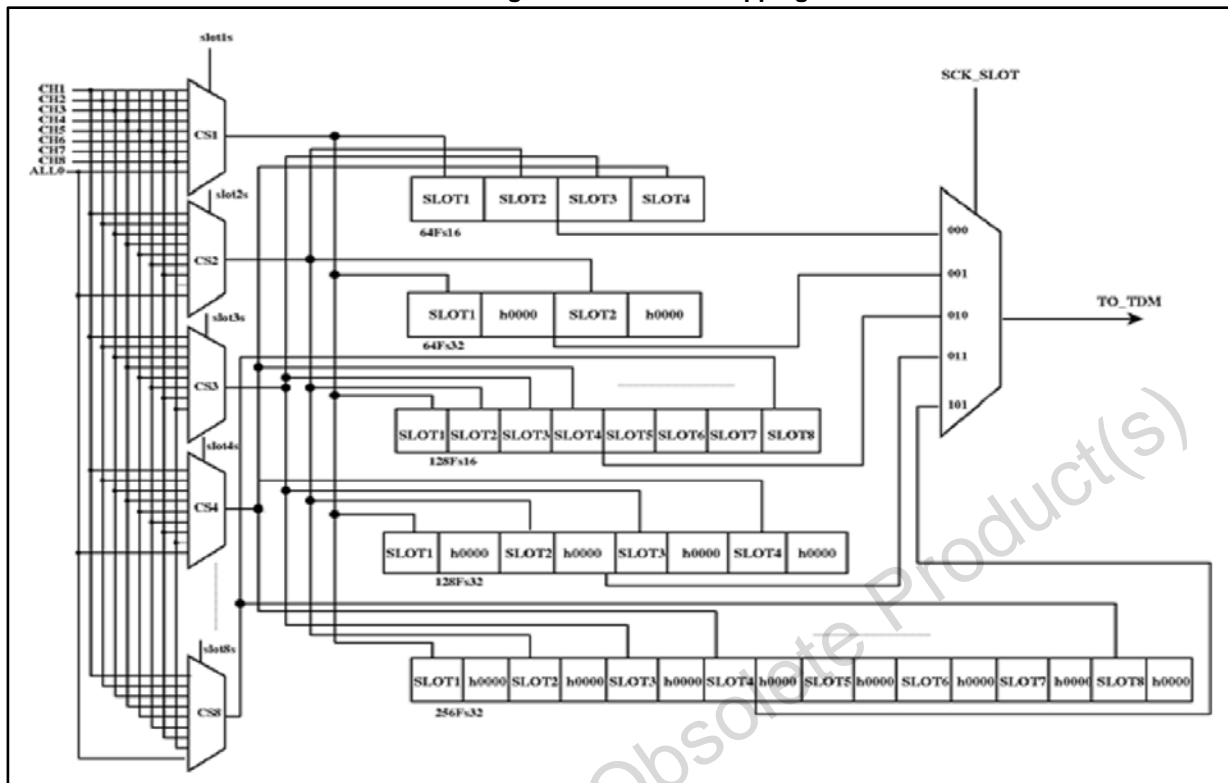 slot1s
SCK_SLOT
CH1
CH2
CH3
CH4
CH5
CH6
CH7
CH8
ALL0
CS1
slot2s
CS2
slot3s
CS3
slot4s
CS4
slot8s
CS8
SLOT1 SLOT2 SLOT3 SLOT4
64Fs16
SLOT1 h0000 SLOT2 h0000
64Fs32
SLOT1 SLOT2 SLOT3 SLOT4 SLOT5 SLOT6 SLOT7 SLOT8
128Fs16
SLOT1 h0000 SLOT2 h0000 SLOT3 h0000 SLOT4 h0000
128Fs32
SLOT1 h0000 SLOT2 h0000 SLOT3 h0000 SLOT4 h0000 SLOT5 h0000 SLOT6 h0000 SLOT7 h0000 SLOT8 h0000
256Fs32
000
001
010
011
101
TO_TDM
Obsolete Product(s)